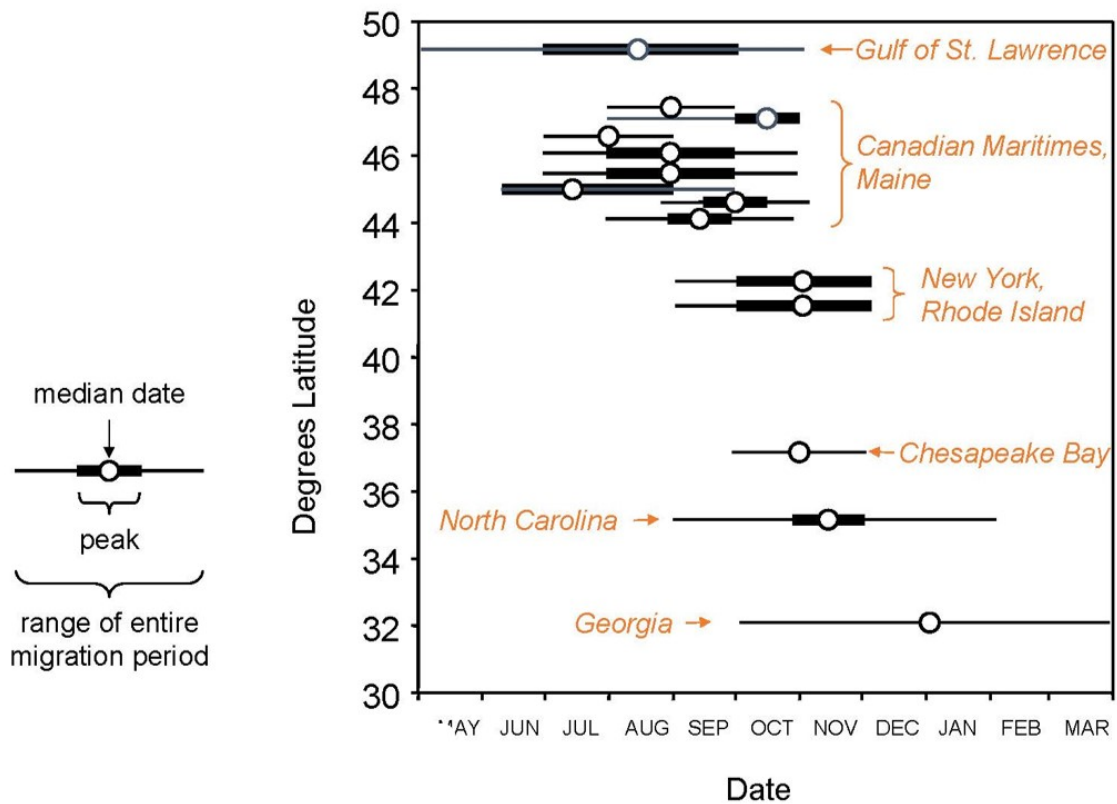 50
48
46
44
42
40
38
36
34
32
30
Degrees Latitude
Gulf of St. Lawrence
Canadian Maritimes,
Maine
New York,
Rhode Island
Chesapeake Bay
North Carolina
Georgia
median date
peak
range of entire
migration period
JUN JUL AUG SEP OCT NOV DEC JAN FEB MAR
Date